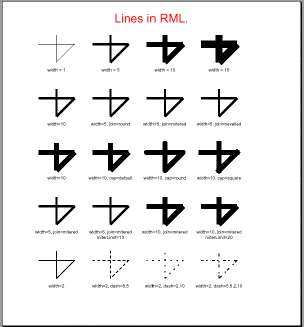 Lines in RML.
width = 1 width = 5 width = 10 width = 15
width=10 width=5, join=round width=5, join=mitered width=5, join=bevelled
width=10 width=10, cap=default width=10, cap=round width=10, cap=square
width=5, join=mitered width=5, join=mitered width=10, join=mitered width=10, join=mitered
miterLimit=10 miterLimit=20
width=2 width=2, dash=5,5 width=2, dash=2,10 width=2, dash=5,5,2,10